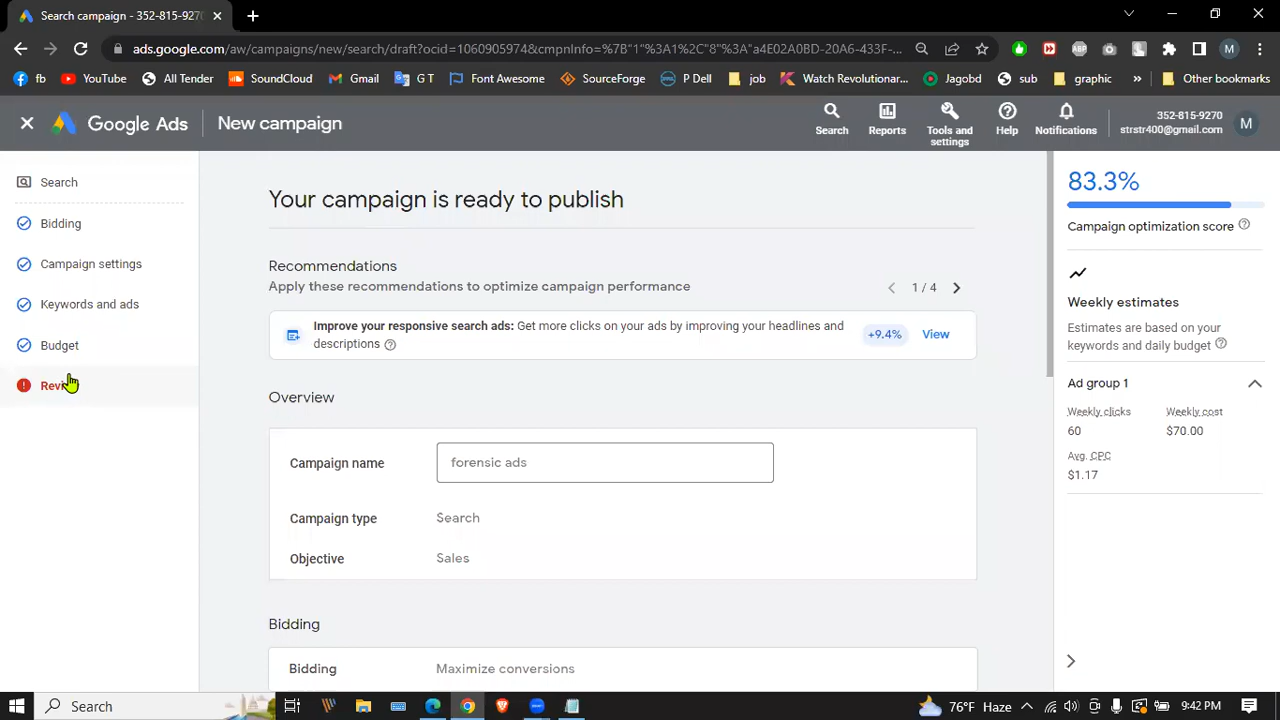 Search campaign - 352-815-9270
ads.google.com/aw/campaigns/new/search/draft?ocid=1060905974&cmpnInfo=%7B"1"%3A1%2C"8"%3A"a4E02A0BD-20A6-433F-...
fb YouTube All Tender SoundCloud Gmail G T Font Awesome SourceForge P Dell job Watch Revolutionar... Jagobd sub graphic » Other bookmarks
ABP
M
Google Ads New campaign
Search Reports Tools and settings Help Notifications
352-815-9270
strstr400@gmail.com
M
Search
Bidding
Campaign settings
Keywords and ads
Budget
Your campaign is ready to publish
Recommendations
Apply these recommendations to optimize campaign performance
1 / 4
Improve your responsive search ads: Get more clicks on your ads by improving your headlines and
descriptions
+9.4% View
Overview
Campaign name forensic ads
Campaign type Search
Objective Sales
Bidding
Bidding Maximize conversions
83.3%
Campaign optimization score
Weekly estimates
Estimates are based on your
keywords and daily budget
Ad group 1
Weekly clicks Weekly cost
60 $70.00
Avg. CPC
$1.17
Search
76°F Haze 9:42 PM